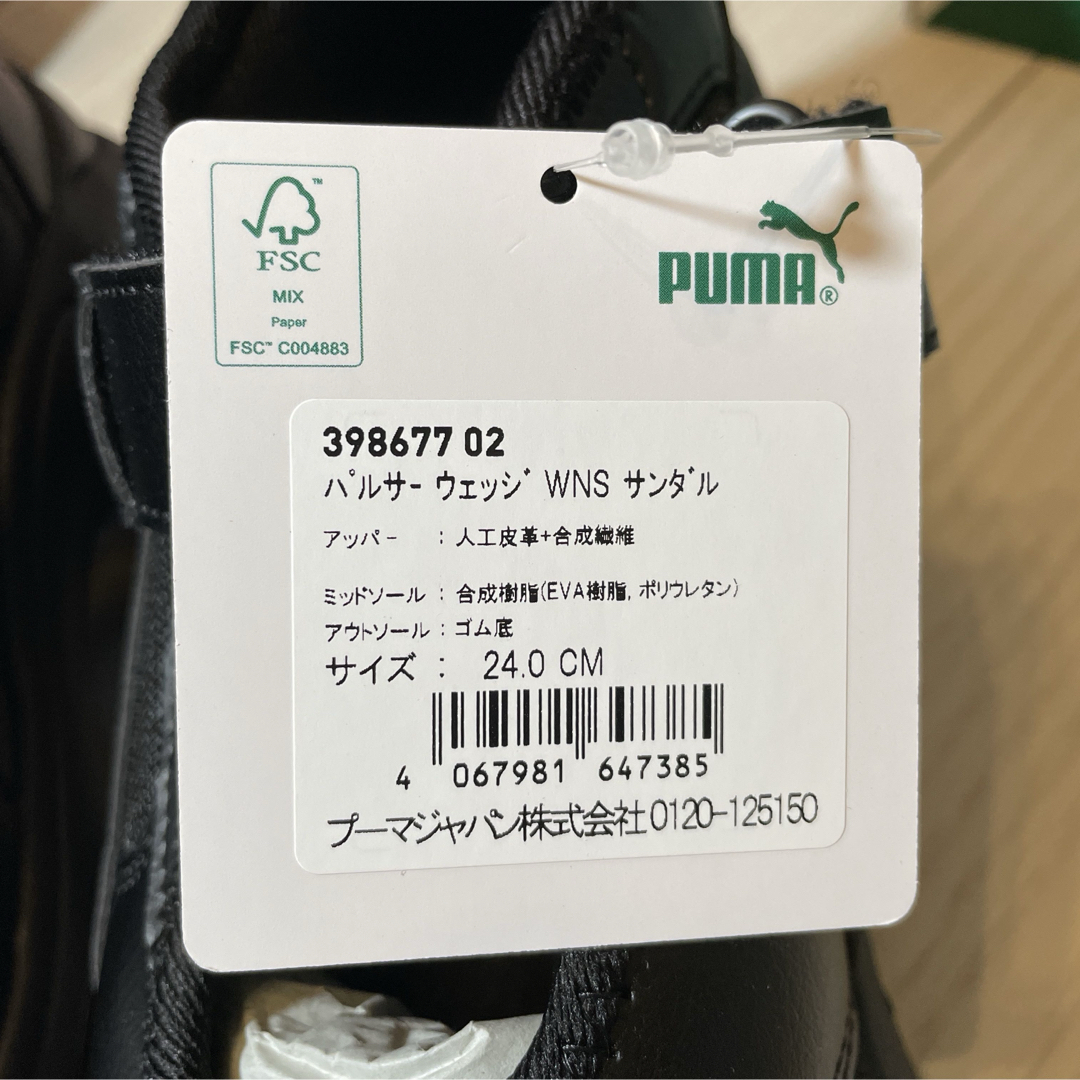 FSC™
MIX
Paper
FSC™ C004883
PUMA®
398677 02
パルサー ウェッジ WNS サンダル
アッパー : 人工皮革+合成繊維
ミッドソール : 合成樹脂(EVA樹脂, ポリウレタン)
アウトソール : ゴム底
サイズ : 24.0 CM
4 067981 647385
プーマジャパン株式会社0120-125150